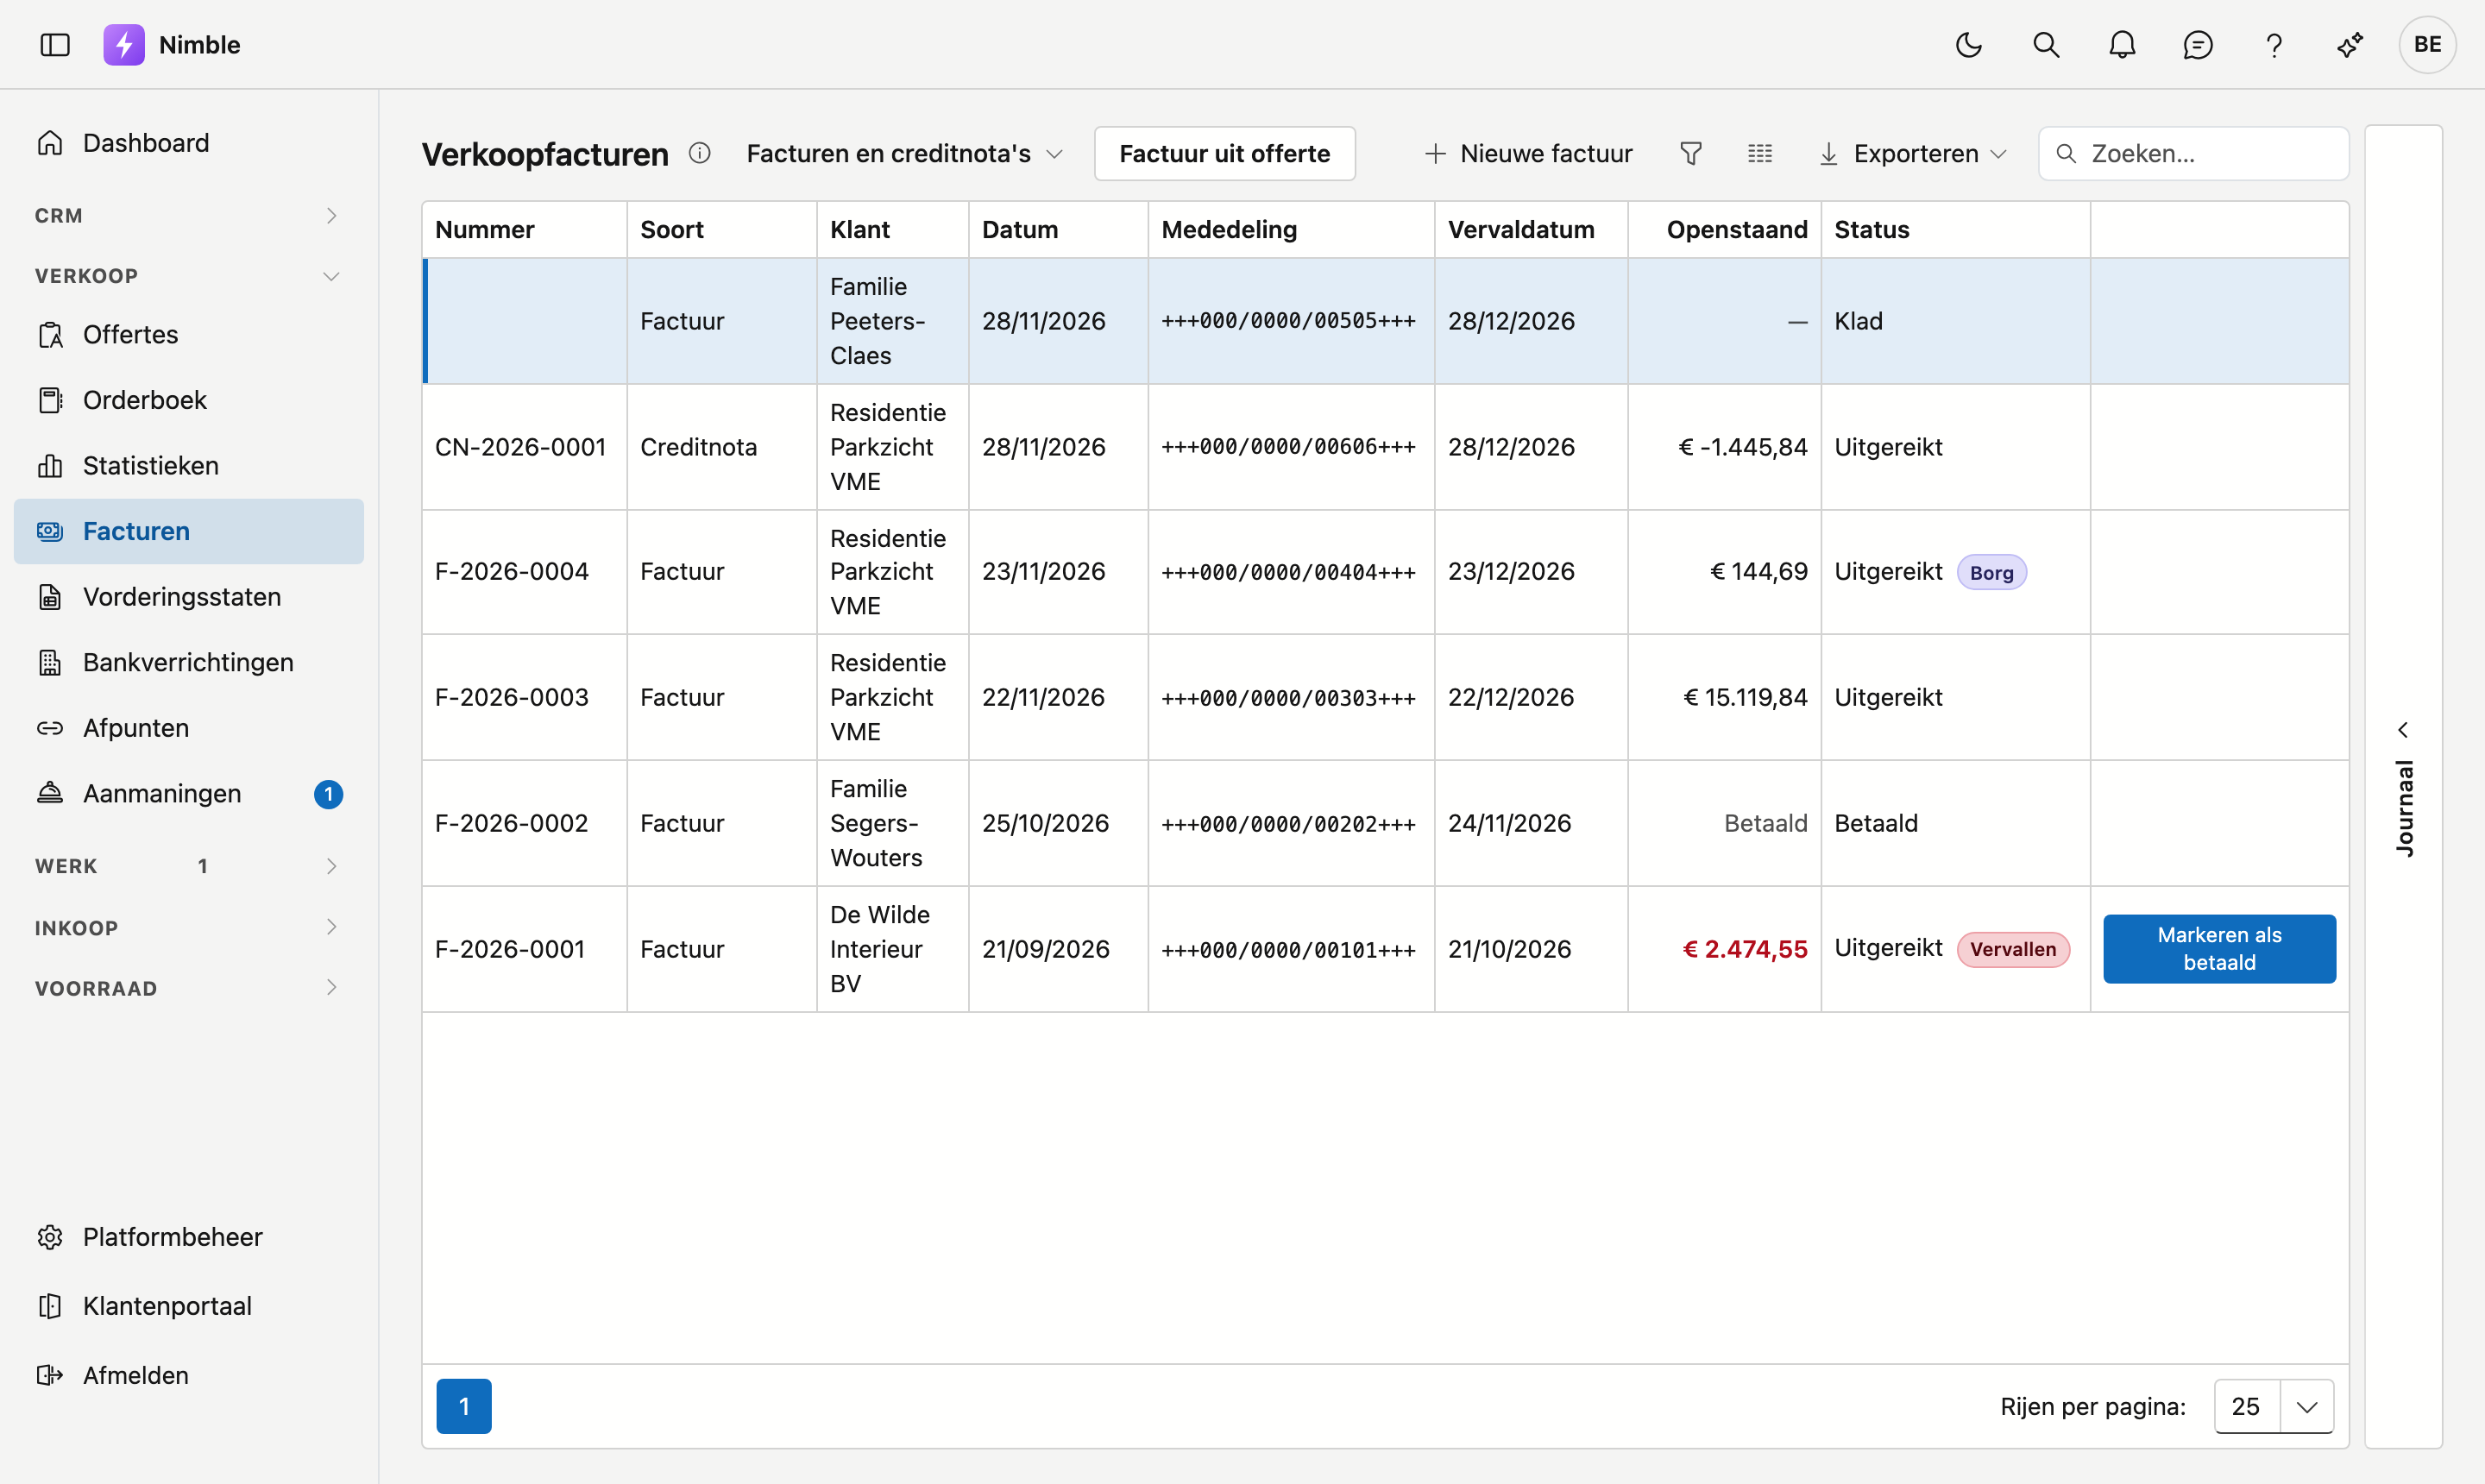 Nimble
BE
Dashboard
CRM
VERKOOP
Offertes
Orderboek
Statistieken
Facturen
Vorderingsstaten
Bankverrichtingen
Afpunten
Aanmaningen 1
WERK 1
INKOOP
VOORRAAD
Platformbeheer
Klantenportaal
Afmelden
Verkoopfacturen Facturen en creditnota's Factuur uit offerte Nieuwe factuur Exporteren Zoeken...
Nummer Soort Klant Datum Mededeling Vervaldatum Openstaand Status
Factuur Familie Peeters-Claes 28/11/2026 +++000/0000/00505+++ 28/12/2026 — Klad
CN-2026-0001 Creditnota Residentie Parkzicht VME 28/11/2026 +++000/0000/00606+++ 28/12/2026 € -1.445,84 Uitgereikt
F-2026-0004 Factuur Residentie Parkzicht VME 23/11/2026 +++000/0000/00404+++ 23/12/2026 € 144,69 Uitgereikt Borg
F-2026-0003 Factuur Residentie Parkzicht VME 22/11/2026 +++000/0000/00303+++ 22/12/2026 € 15.119,84 Uitgereikt
F-2026-0002 Factuur Familie Segers-Wouters 25/10/2026 +++000/0000/00202+++ 24/11/2026 Betaald Betaald
F-2026-0001 Factuur De Wilde Interieur BV 21/09/2026 +++000/0000/00101+++ 21/10/2026 € 2.474,55 Uitgereikt Vervallen Markeren als betaald
1
Rijen per pagina: 25
Journaal